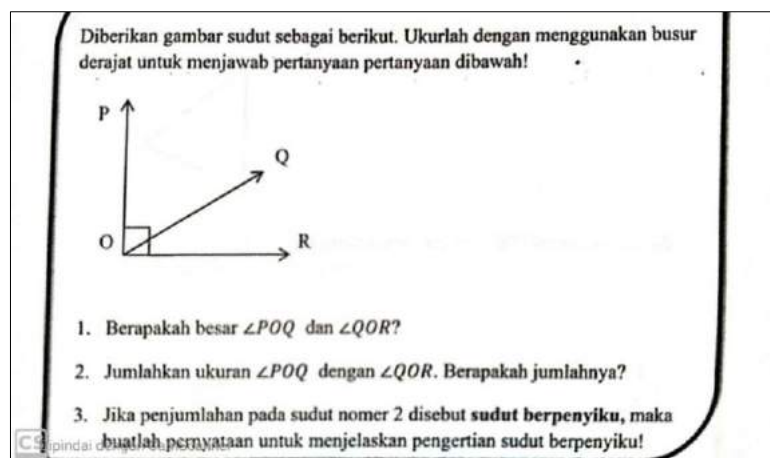 Diberikan gambar sudut sebagai berikut. Ukurlah dengan menggunakan busur
derajat untuk menjawab pertanyaan pertanyaan dibawah!
P
Q
O
R
1. Berapakah besar ∠POQ dan ∠QOR?
2. Jumlahkan ukuran ∠POQ dengan ∠QOR. Berapakah jumlahnya?
3. Jika penjumlahan pada sudut nomer 2 disebut sudut berpenyiku, maka
buatlah pernyataan untuk menjelaskan pengertian sudut berpenyiku!
CS